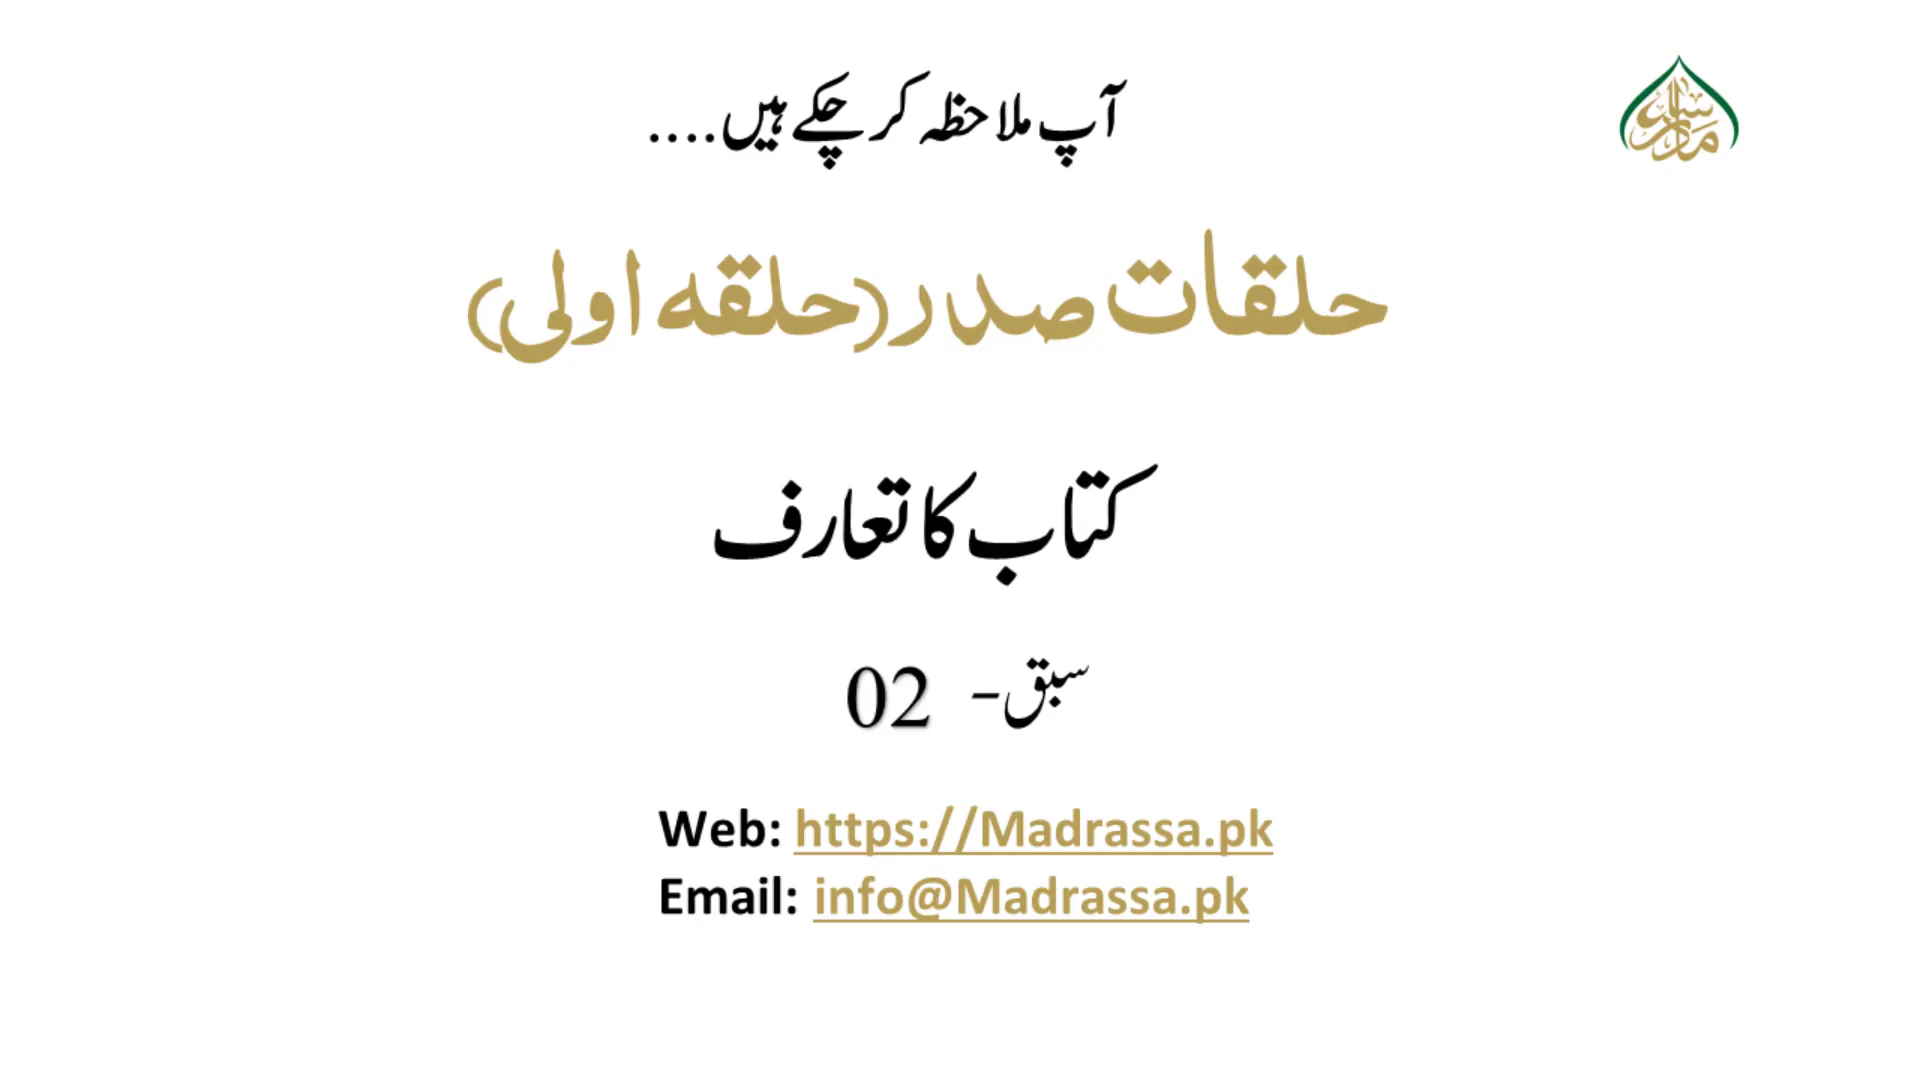 آپ ملاحظہ کر چکے ہیں....
مدرسہ
حلقات صدر (حلقہ اولی)
کتاب کا تعارف
سبق - 02
Web: https://Madrassa.pk
Email: info@Madrassa.pk